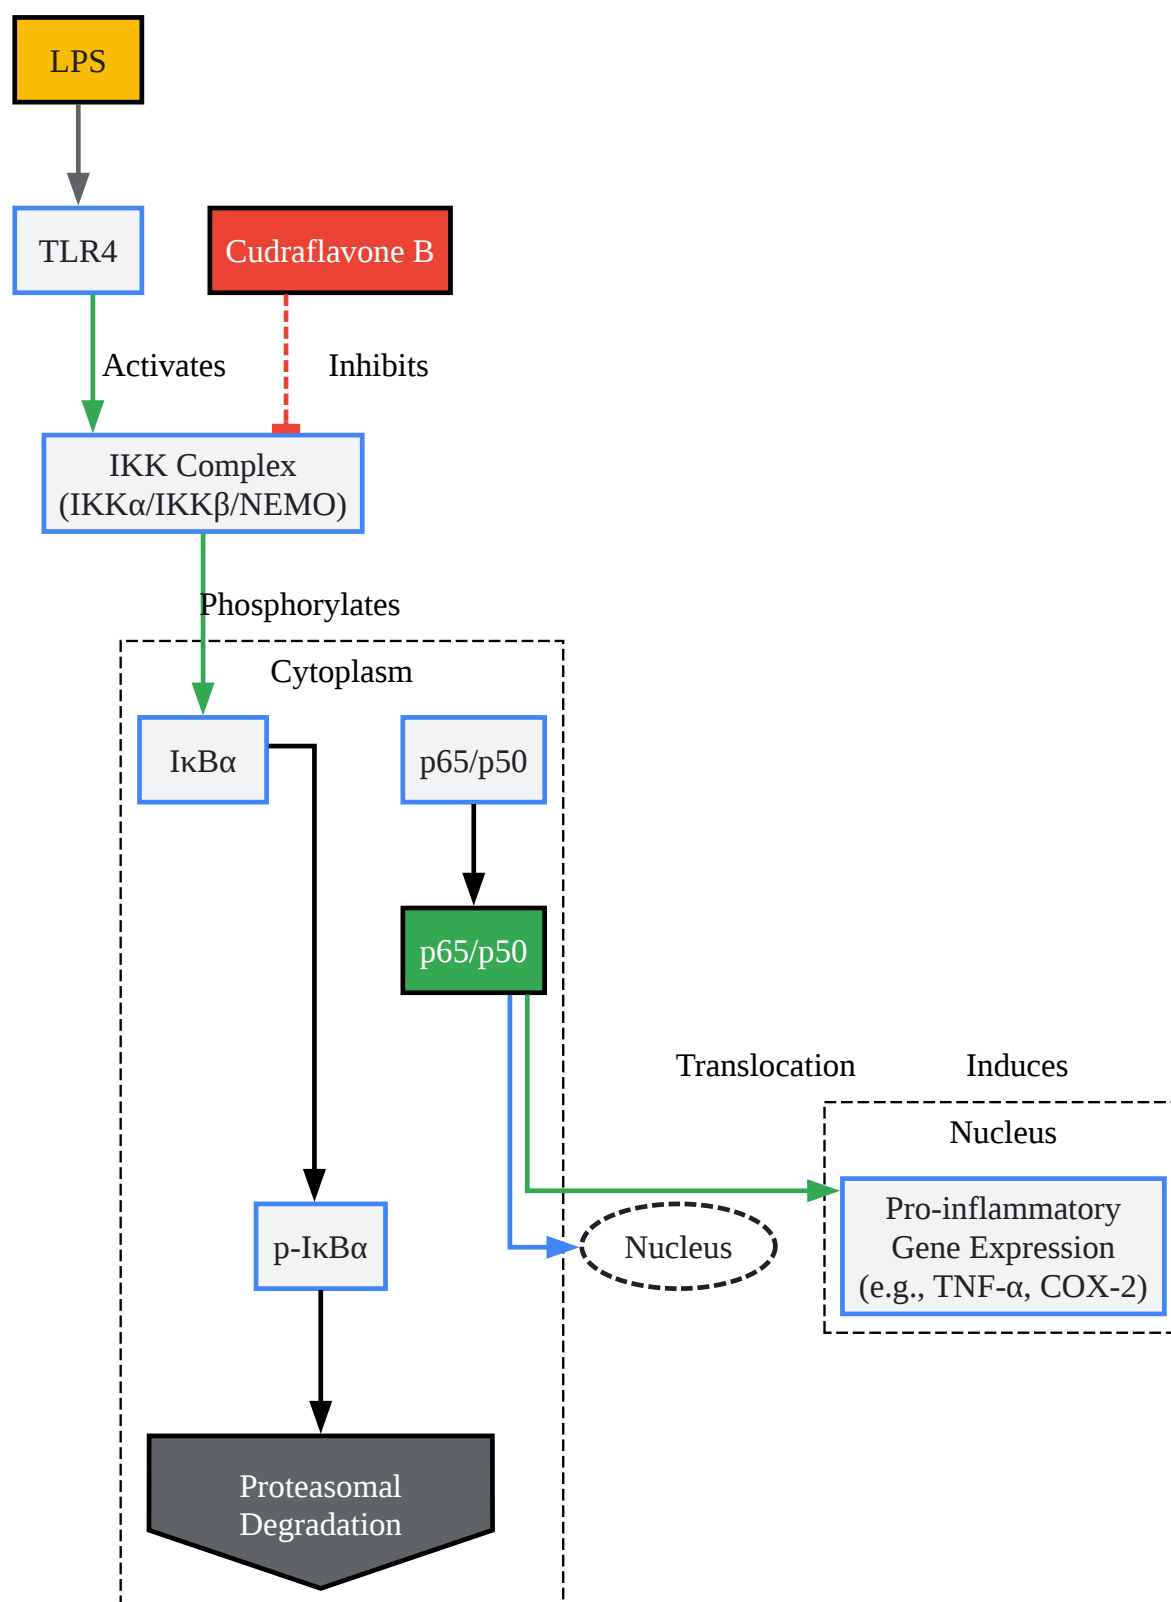 LPS
TLR4
Cudraflavone B
Activates
Inhibits
IKK Complex
(IKKα/IKKβ/NEMO)
Phosphorylates
Cytoplasm
IκBα
p65/p50
p65/p50
Translocation
Induces
Nucleus
Pro-inflammatory
Gene Expression
(e.g., TNF-α, COX-2)
Nucleus
p-IκBα
Proteasomal
Degradation